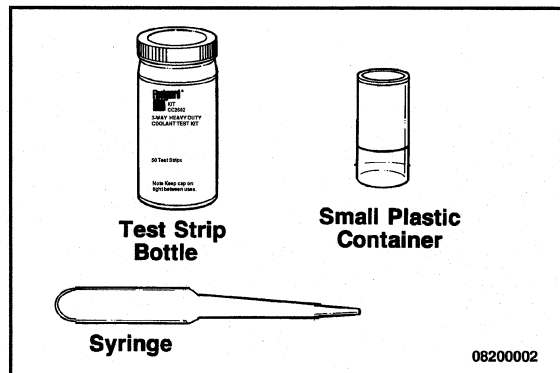 Fleetguard®
KIT
CC2602
3-WAY HEAVY DUTY
COOLANT TEST KIT
50 Test Strips
Note Keep cap on
tight between uses.
Test Strip
Bottle
Small Plastic
Container
Syringe
08200002